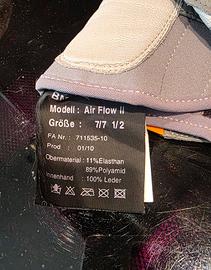 Modell : Air Flow II
Größe : 7/7 1/2
FA Nr. : 711535-10
Prod : 01/10
Obermaterial : 11%Elasthan
89%Polyamid
Innenhand : 100% Leder